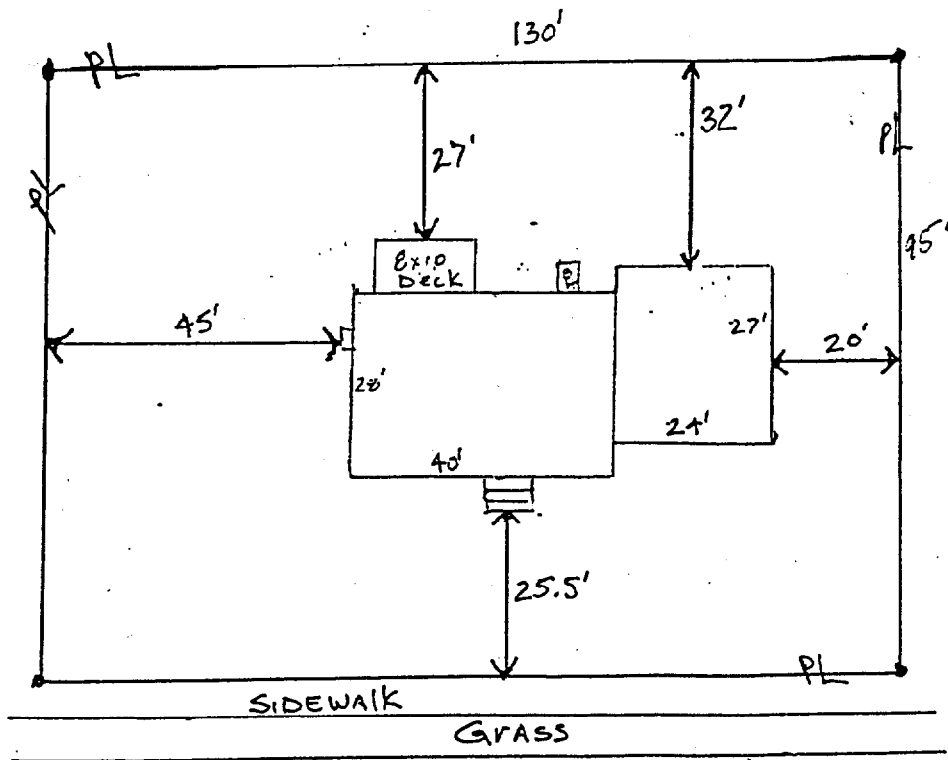 130'
PL
27'
32'
PL
PL
95'
8x10
Deck
45'
27'
20'
28'
24'
40'
25.5'
PL
SIDEWALK
GRASS